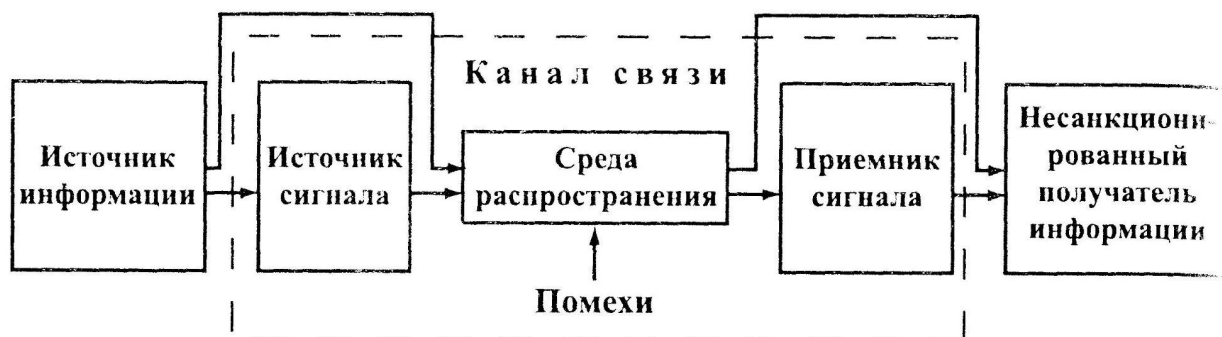 Канал связи
Источник
информации
Источник
сигнала
Среда
распространения
Приемник
сигнала
Несанкциони-
рованный
получатель
информации
Помехи